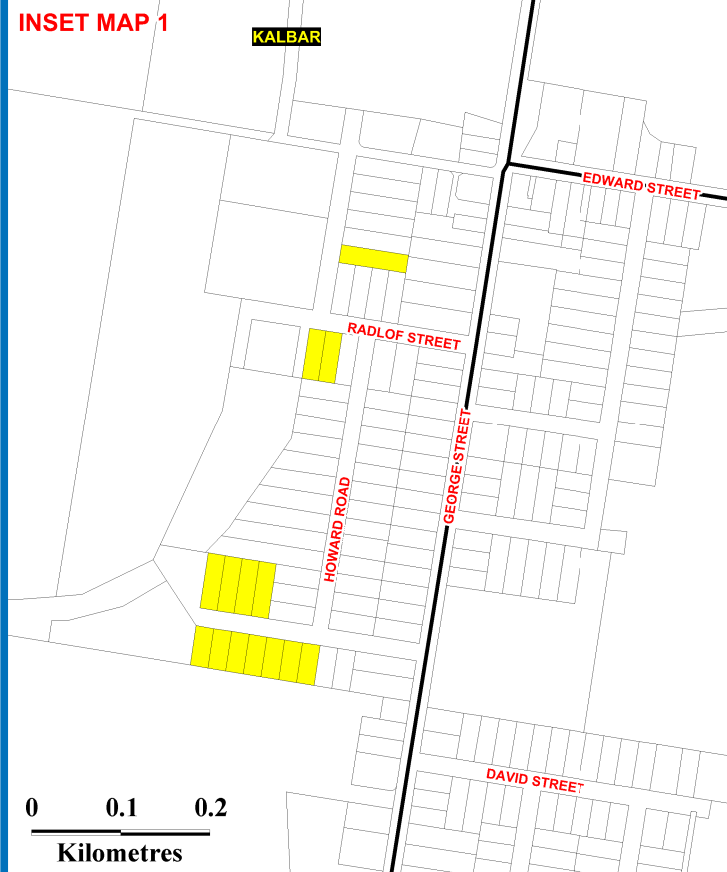 INSET MAP 1
KALBAR
EDWARD STREET
RADLOF STREET
GEORGE STREET
HOWARD ROAD
DAVID STREET
0 0.1 0.2
Kilometres